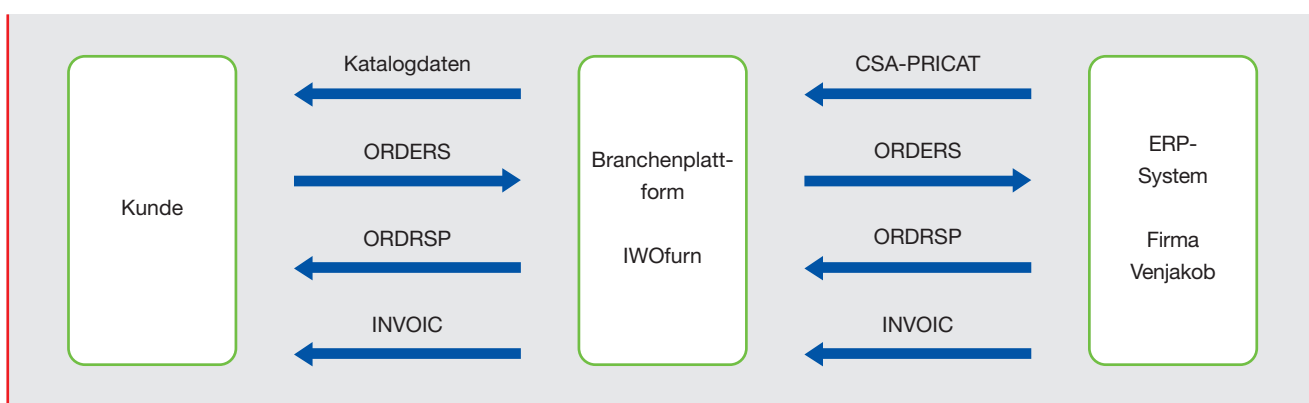 Katalogdaten
CSA-PRICAT
ORDERS
ORDERS
ORDRSP
ORDRSP
INVOIC
INVOIC
Kunde
Branchenplatt-
form
IWOfurn
ERP-
System
Firma
Venjakob